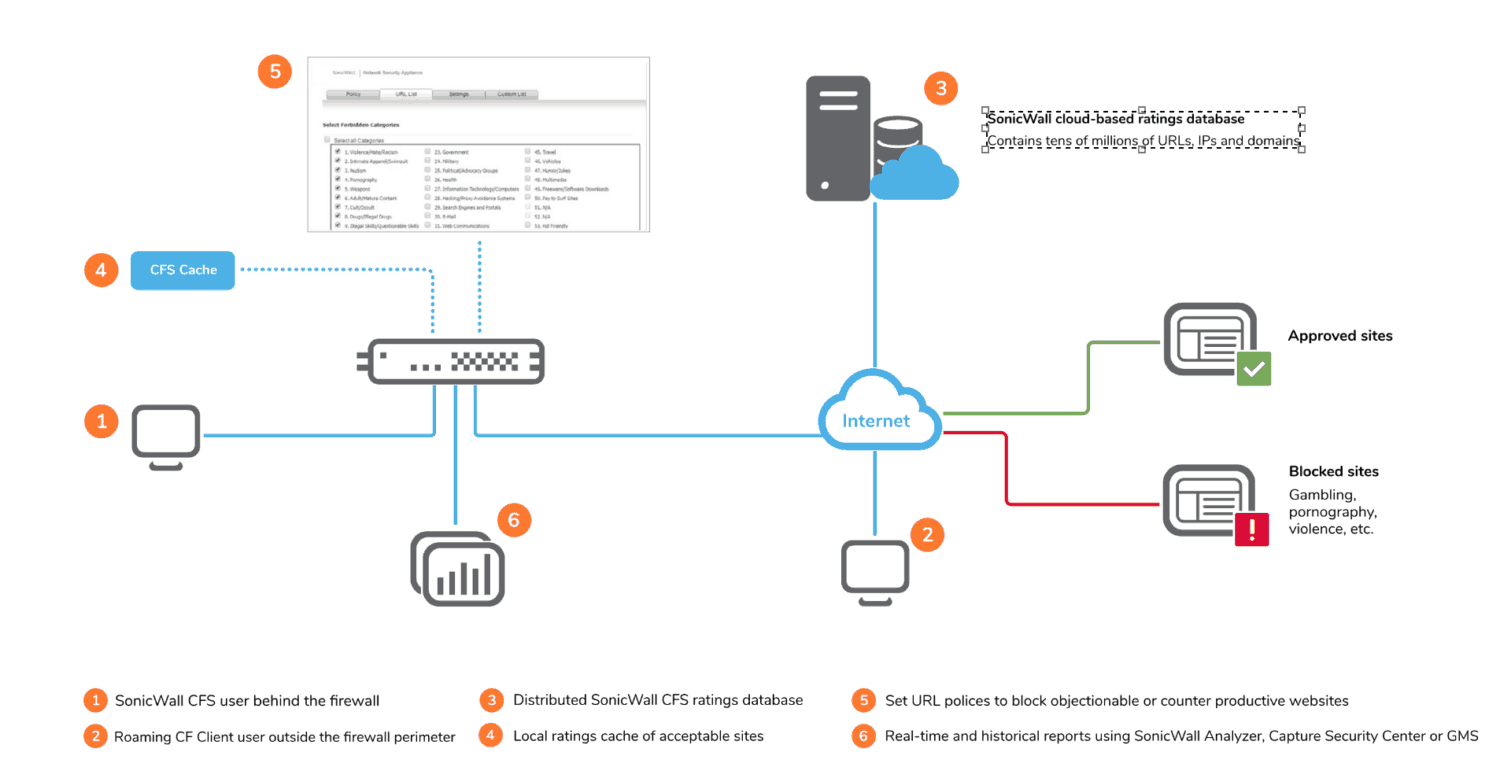 5
SonicWALL | Network Security Appliance
Policy URL List Settings Custom List
Select Forbidden Categories
Select all Categories
1. Violence/Hate/Racism 23. Government 45. Travel
2. Intimate Apparel/Swimsuit 24. Military 46. Vehicles
3. Nudism 25. Political/Advocacy Groups 47. Humor/Jokes
4. Pornography 26. Health 48. Multimedia
5. Weapons 27. Information Technology/Computers 49. Freeware/Software Downloads
6. Adult/Mature Content 28. Hacking/Proxy Avoidance Systems 50. Pay to Surf Sites
7. Cult/Occult 29. Search Engines and Portals 51. N/A
8. Drugs/Illegal Drugs 30. E-Mail 52. N/A
9. Illegal Skills/Questionable Skills 31. Web Communications 53. Kid Friendly
3
SonicWall cloud-based ratings database
Contains tens of millions of URLs, IPs and domains
4 CFS Cache
1
Internet
Approved sites
Blocked sites
Gambling,
pornography,
violence, etc.
!
6
2
1 SonicWall CFS user behind the firewall
2 Roaming CF Client user outside the firewall perimeter
3 Distributed SonicWall CFS ratings database
4 Local ratings cache of acceptable sites
5 Set URL polices to block objectionable or counter productive websites
6 Real-time and historical reports using SonicWall Analyzer, Capture Security Center or GMS